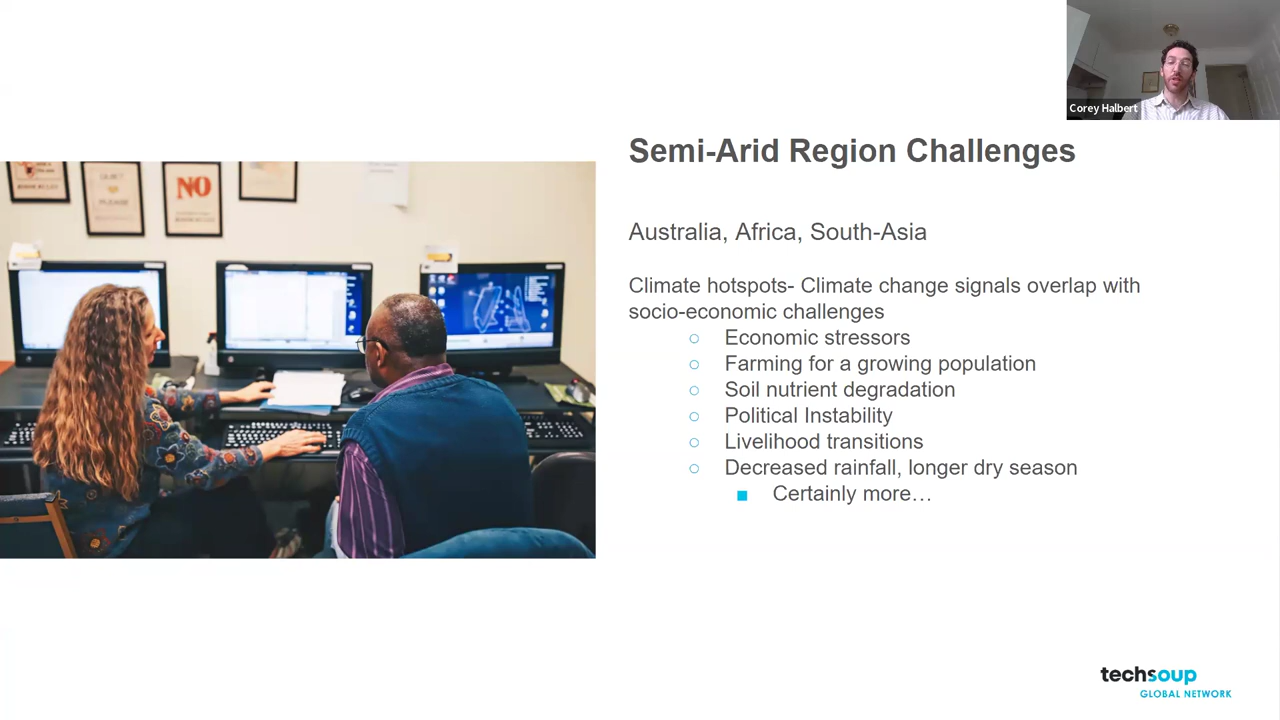 Corey Halbert
Semi-Arid Region Challenges
Australia, Africa, South-Asia
Climate hotspots- Climate change signals overlap with
socio-economic challenges
Economic stressors
Farming for a growing population
Soil nutrient degradation
Political Instability
Livelihood transitions
Decreased rainfall, longer dry season
Certainly more…
NO
techsoup
GLOBAL NETWORK